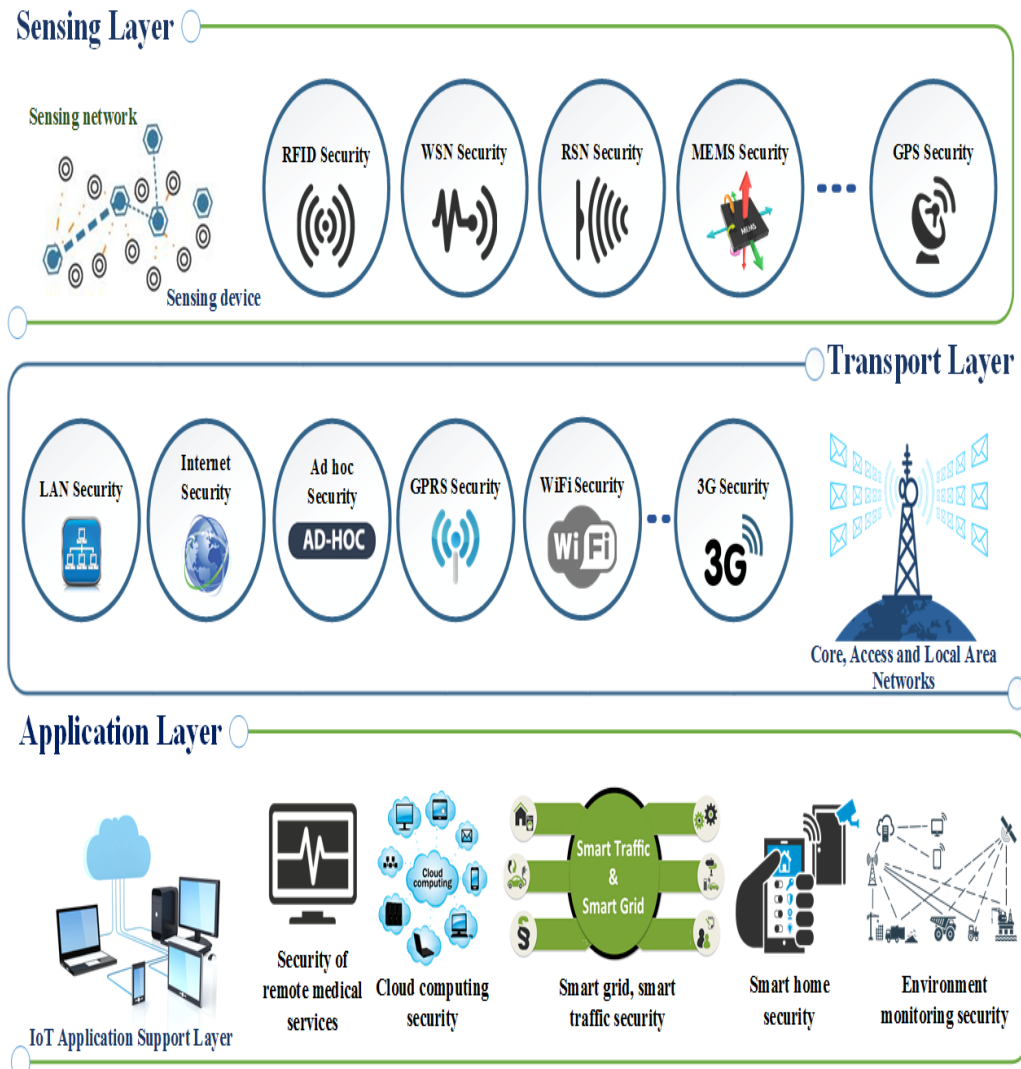 Sensing Layer
Sensing network
Sensing device
RFID Security
WSN Security
RSN Security
MEMS Security
MEMS
GPS Security
Transport Layer
LAN Security
Internet
Security
Ad hoc
Security
AD-HOC
GPRS Security
WiFi Security
Wi Fi
3G Security
3G
Core, Access and Local Area
Networks
Application Layer
IoT Application Support Layer
Security of
remote medical
services
Cloud
computing
Cloud computing
security
Smart Traffic
&
Smart Grid
§
Smart grid, smart
traffic security
Smart home
security
Environment
monitoring security